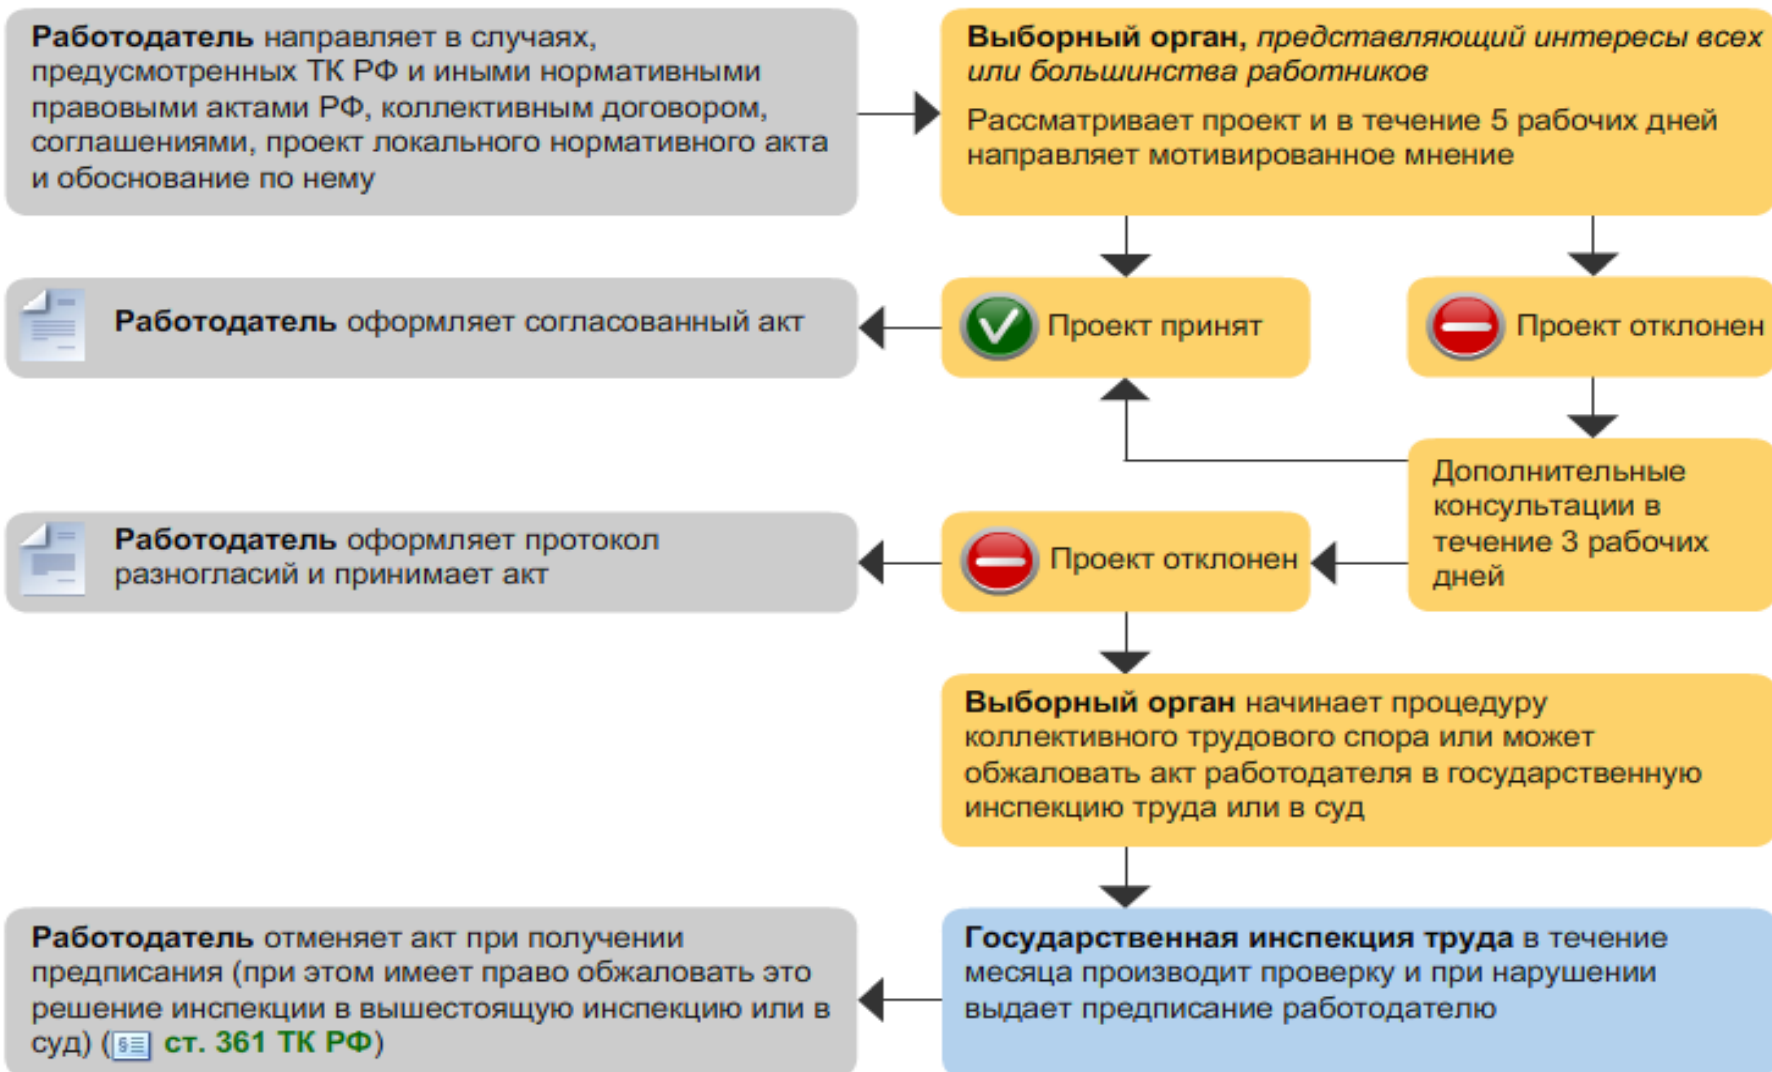 Работодатель направляет в случаях,
предусмотренных ТК РФ и иными нормативными
правовыми актами РФ, коллективным договором,
соглашениями, проект локального нормативного акта
и обоснование по нему
Выборный орган, представляющий интересы всех
или большинства работников
Рассматривает проект и в течение 5 рабочих дней
направляет мотивированное мнение
Работодатель оформляет согласованный акт
Проект принят
Проект отклонен
Дополнительные
консультации в
течение 3 рабочих
дней
Работодатель оформляет протокол
разногласий и принимает акт
Проект отклонен
Выборный орган начинает процедуру
коллективного трудового спора или может
обжаловать акт работодателя в государственную
инспекцию труда или в суд
Работодатель отменяет акт при получении
предписания (при этом имеет право обжаловать это
решение инспекции в вышестоящую инспекцию или в
суд) (§ ст. 361 ТК РФ)
Государственная инспекция труда в течение
месяца производит проверку и при нарушении
выдает предписание работодателю